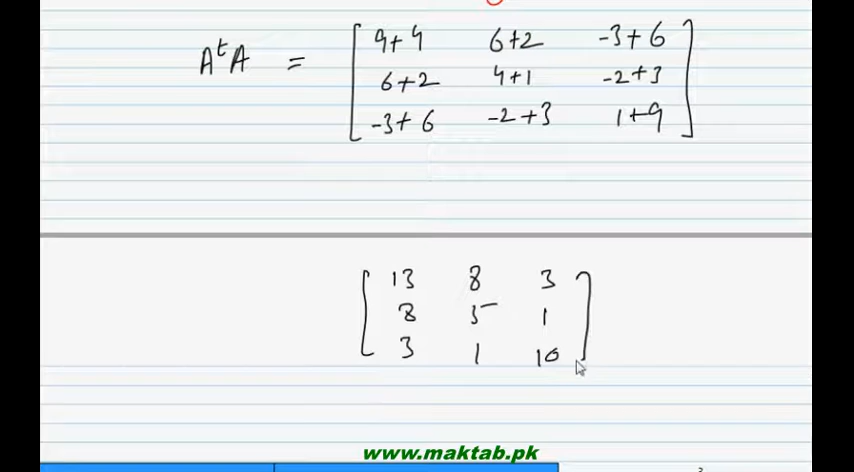 AᵗA = [ 9+4 6+2 -3+6 ]
[ 6+2 4+1 -2+3 ]
[ -3+6 -2+3 1+9 ]
[ 13 8 3 ]
[ 8 5 1 ]
[ 3 1 10 ]
www.maktab.pk